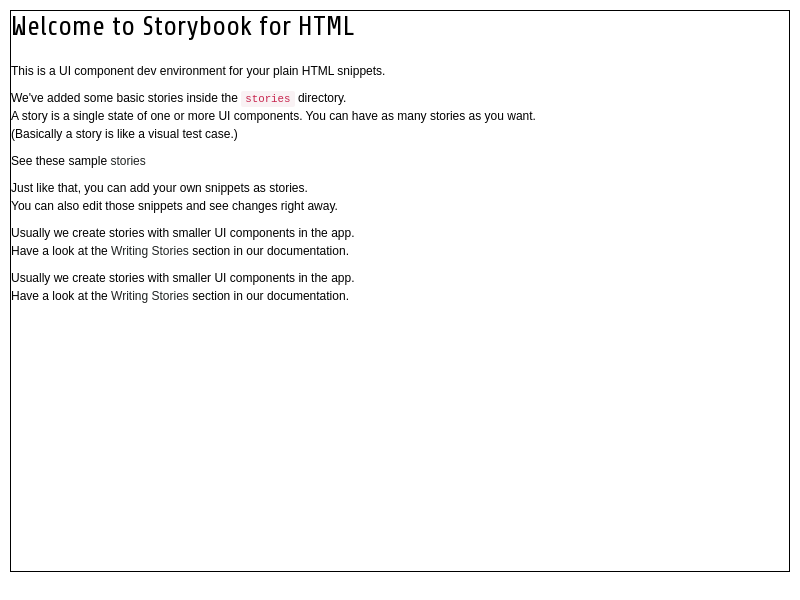 Welcome to Storybook for HTML
This is a UI component dev environment for your plain HTML snippets.
We've added some basic stories inside the stories directory.
A story is a single state of one or more UI components. You can have as many stories as you want.
(Basically a story is like a visual test case.)
See these sample stories
Just like that, you can add your own snippets as stories.
You can also edit those snippets and see changes right away.
Usually we create stories with smaller UI components in the app.
Have a look at the Writing Stories section in our documentation.
Usually we create stories with smaller UI components in the app.
Have a look at the Writing Stories section in our documentation.